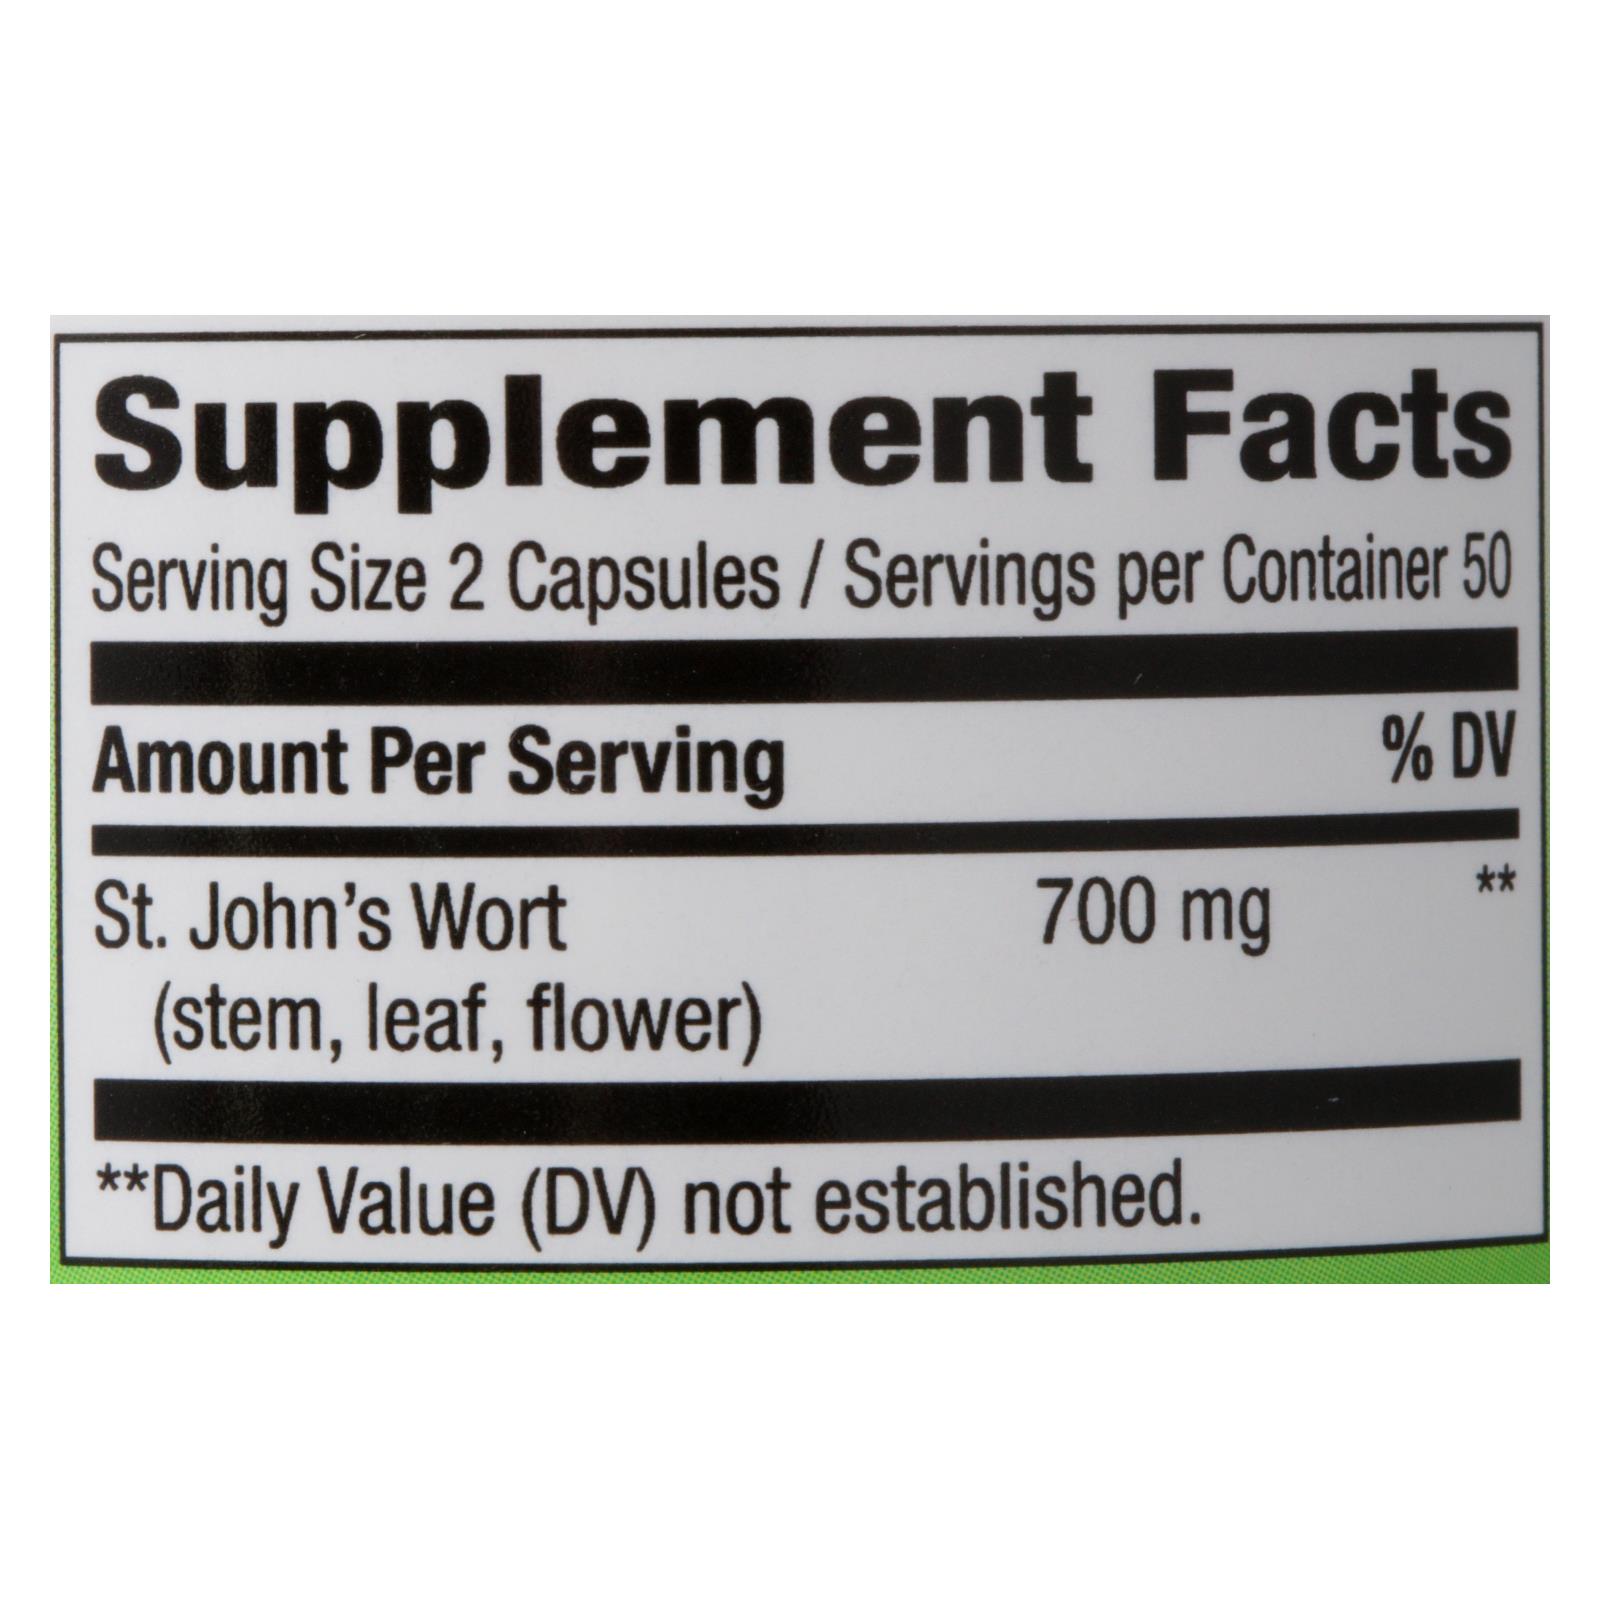 Supplement Facts
Serving Size 2 Capsules / Servings per Container 50
Amount Per Serving % DV
St. John’s Wort 700 mg **
(stem, leaf, flower)
**Daily Value (DV) not established.